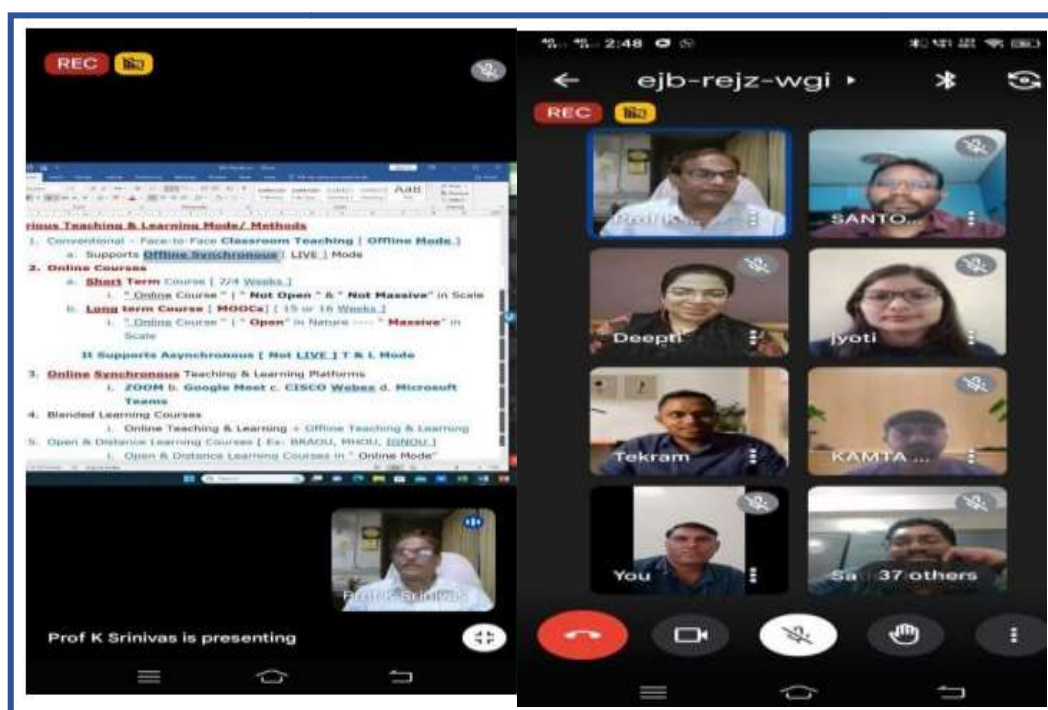 REC
rious Teaching & Learning Mode/ Methods
1. Conventional – Face-to-Face Classroom Teaching [ Offline Mode ]
a. Supports Offline Synchronous [ LIVE ] Mode
2. Online Courses
a. Short Term Course [ 2/4 Weeks ]
i. " Online Course " | " Not Open " & " Not Massive" in Scale
b. Long term Course [ MOOCs] ( 15 or 16 Weeks ]
i. " Online Course " | " Open" in Nature ---- " Massive" in
Scale
It Supports Asynchronous [ Not LIVE ] T & L Mode
3. Online Synchronous Teaching & Learning Platforms
i. ZOOM b. Google Meet c. CISCO Webex d. Microsoft
Teams
4. Blended Learning Courses
i. Online Teaching & Learning + Offline Teaching & Learning
5. Open & Distance Learning Courses [ Ex: BRAOU, MHOU, IGNOU ]
i. Open & Distance Learning Courses in " Online Mode"
Prof K Srinivas
Prof K Srinivas is presenting
2:48
ejb-rejz-wgi
REC
Prof K ...
SANTO...
Deepti
jyoti
Tekram
KAMTA ...
You
Sa 37 others